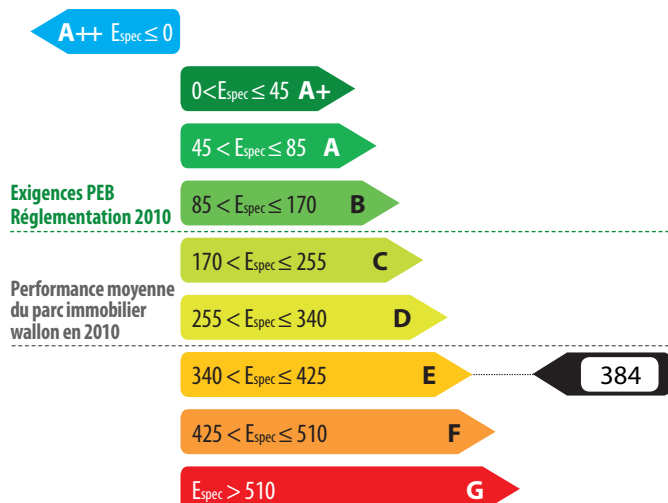 A++ Espec ≤ 0
0<Espec ≤ 45 A+
45 < Espec ≤ 85 A
Exigences PEB
Réglementation 2010
85 < Espec ≤ 170 B
170 < Espec ≤ 255 C
Performance moyenne
du parc immobilier
wallon en 2010
255 < Espec ≤ 340 D
340 < Espec ≤ 425 E
384
425 < Espec ≤ 510 F
Espec > 510 G